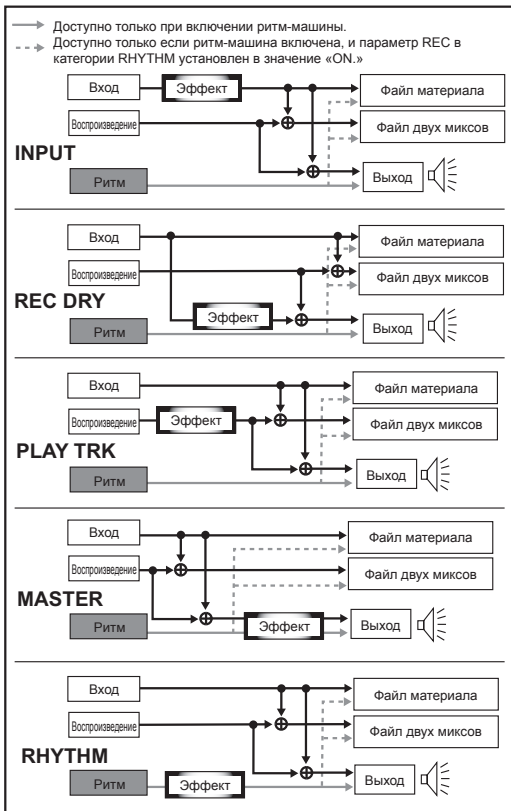 Доступно только при включении ритм-машины.
Доступно только если ритм-машина включена, и параметр REC в
категории RHYTHM установлен в значение «ON.»
Вход
Эффект
Файл материала
Воспроизведение
Файл двух миксов
INPUT
Ритм
Выход
Вход
Файл материала
Воспроизведение
Файл двух миксов
REC DRY
Эффект
Ритм
Выход
Вход
Файл материала
Воспроизведение
Эффект
Файл двух миксов
PLAY TRK
Ритм
Выход
Вход
Файл материала
Воспроизведение
Файл двух миксов
MASTER
Ритм
Эффект
Выход
Вход
Файл материала
Воспроизведение
Файл двух миксов
RHYTHM
Ритм
Эффект
Выход